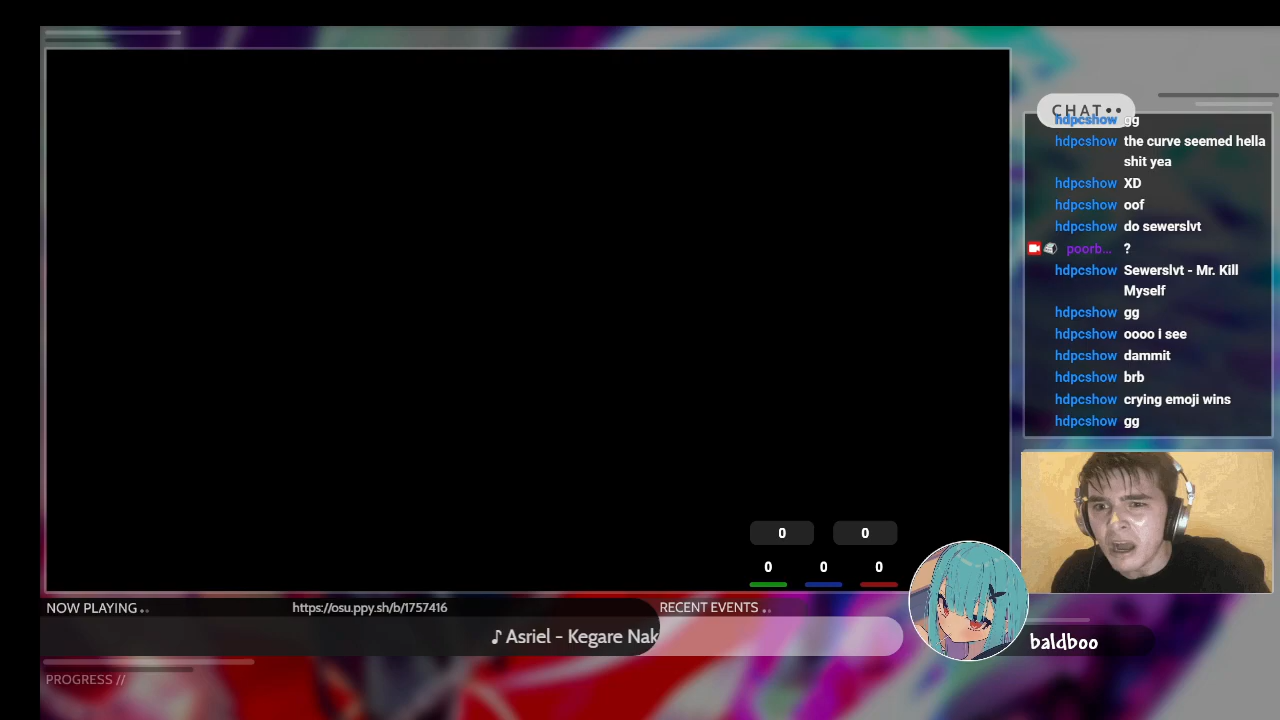 CHAT
hdpcshow gg
hdpcshow the curve seemed hella
shit yea
hdpcshow XD
hdpcshow oof
hdpcshow do sewerslvt
poorb... ?
hdpcshow Sewerslvt - Mr. Kill
Myself
hdpcshow gg
hdpcshow oooo i see
hdpcshow dammit
hdpcshow brb
hdpcshow crying emoji wins
hdpcshow gg
0 0
0 0 0
NOW PLAYING .. https://osu.ppy.sh/b/1757416 RECENT EVENTS ..
♪ Asriel - Kegare Nak
baldboo
PROGRESS //